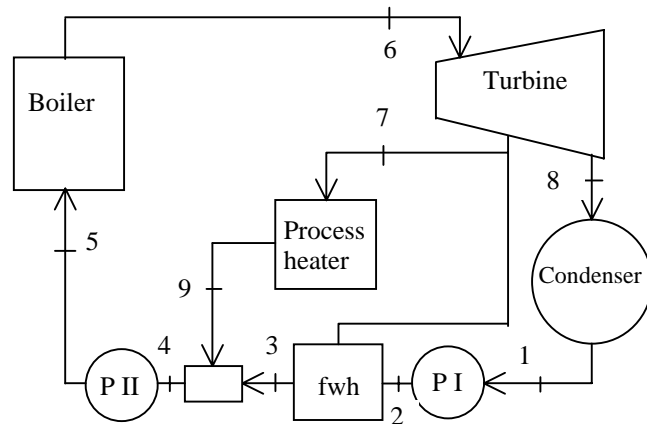 6
Turbine
Boiler
7
8
Process
heater
5
Condenser
9
4
3
1
P II
fwh
P I
2